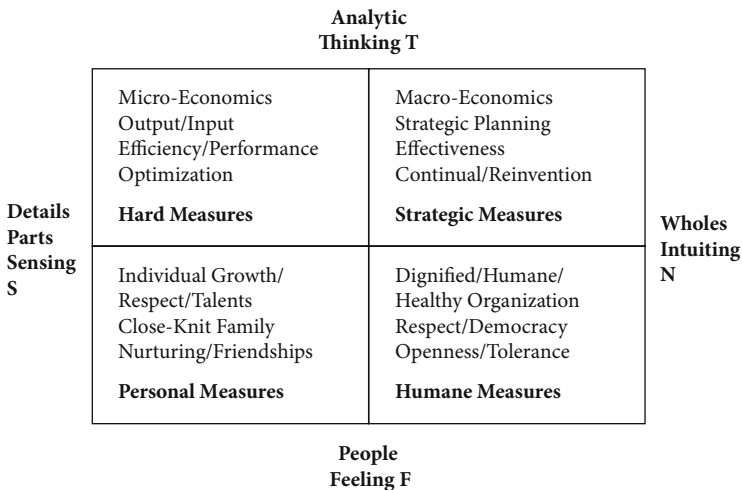 Analytic
Thinking T
Micro-Economics
Output/Input
Efficiency/Performance
Optimization
Hard Measures
Macro-Economics
Strategic Planning
Effectiveness
Continual/Reinvention
Strategic Measures
Details
Parts
Sensing
S
Wholes
Intuiting
N
Individual Growth/
Respect/Talents
Close-Knit Family
Nurturing/Friendships
Personal Measures
Dignified/Humane/
Healthy Organization
Respect/Democracy
Openness/Tolerance
Humane Measures
People
Feeling F